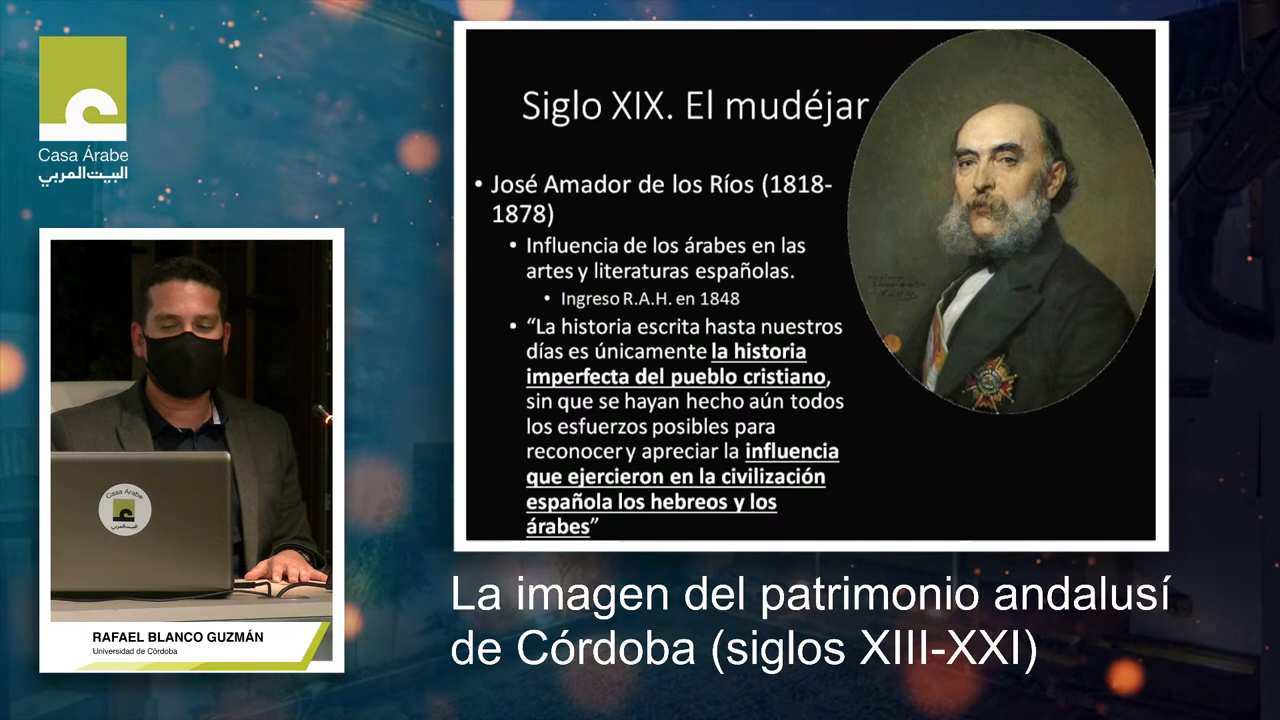 Casa Árabe
البيت العربي
Siglo XIX. El mudéjar
• José Amador de los Ríos (1818-
1878)
• Influencia de los árabes en las
artes y literaturas españolas.
• Ingreso R.A.H. en 1848
• “La historia escrita hasta nuestros
días es únicamente la historia
imperfecta del pueblo cristiano,
sin que se hayan hecho aún todos
los esfuerzos posibles para
reconocer y apreciar la influencia
que ejercieron en la civilización
española los hebreos y los
árabes”
Casa Árabe
البيت العربي
RAFAEL BLANCO GUZMÁN
Universidad de Córdoba
La imagen del patrimonio andalusí
de Córdoba (siglos XIII-XXI)